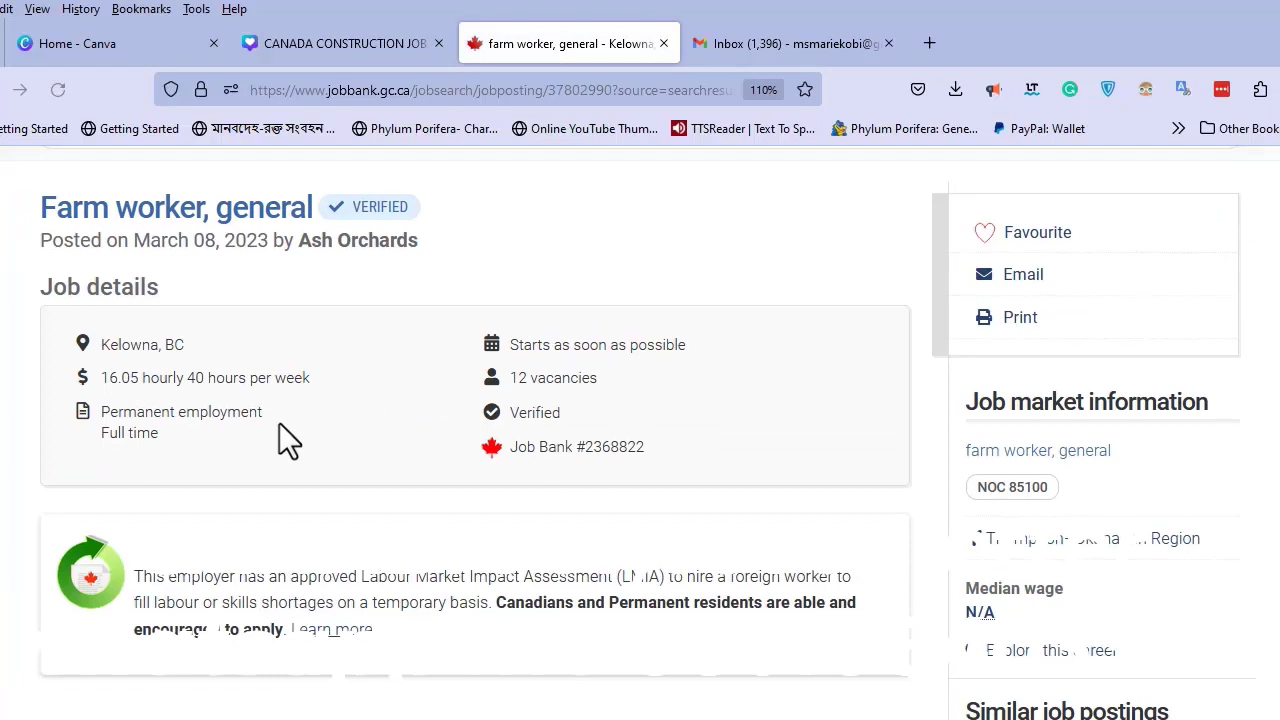 dit View History Bookmarks Tools Help
Home - Canva × CANADA CONSTRUCTION JOB × farm worker, general - Kelowna, × Inbox (1,396) - msmariekobi@g × +
https://www.jobbank.gc.ca/jobsearch/jobposting/37802990?source=searchresu 110%
etting Started Getting Started মানবদেহ-রক্ত সংবহন ... Phylum Porifera- Char... Online YouTube Thum... TTSReader | Text To Sp... Phylum Porifera: Gene... PayPal: Wallet Other Book
Farm worker, general VERIFIED
Posted on March 08, 2023 by Ash Orchards
Favourite
Email
Print
Job details
Kelowna, BC
16.05 hourly 40 hours per week
Permanent employment
Full time
Starts as soon as possible
12 vacancies
Verified
Job Bank #2368822
This employer has an approved Labour Market Impact Assessment (LMIA) to hire a foreign worker to
fill labour or skills shortages on a temporary basis. Canadians and Permanent residents are able and
encouraged to apply. Learn more
Job market information
farm worker, general
NOC 85100
Region
Median wage
N/A
Explore this career
Similar job postings